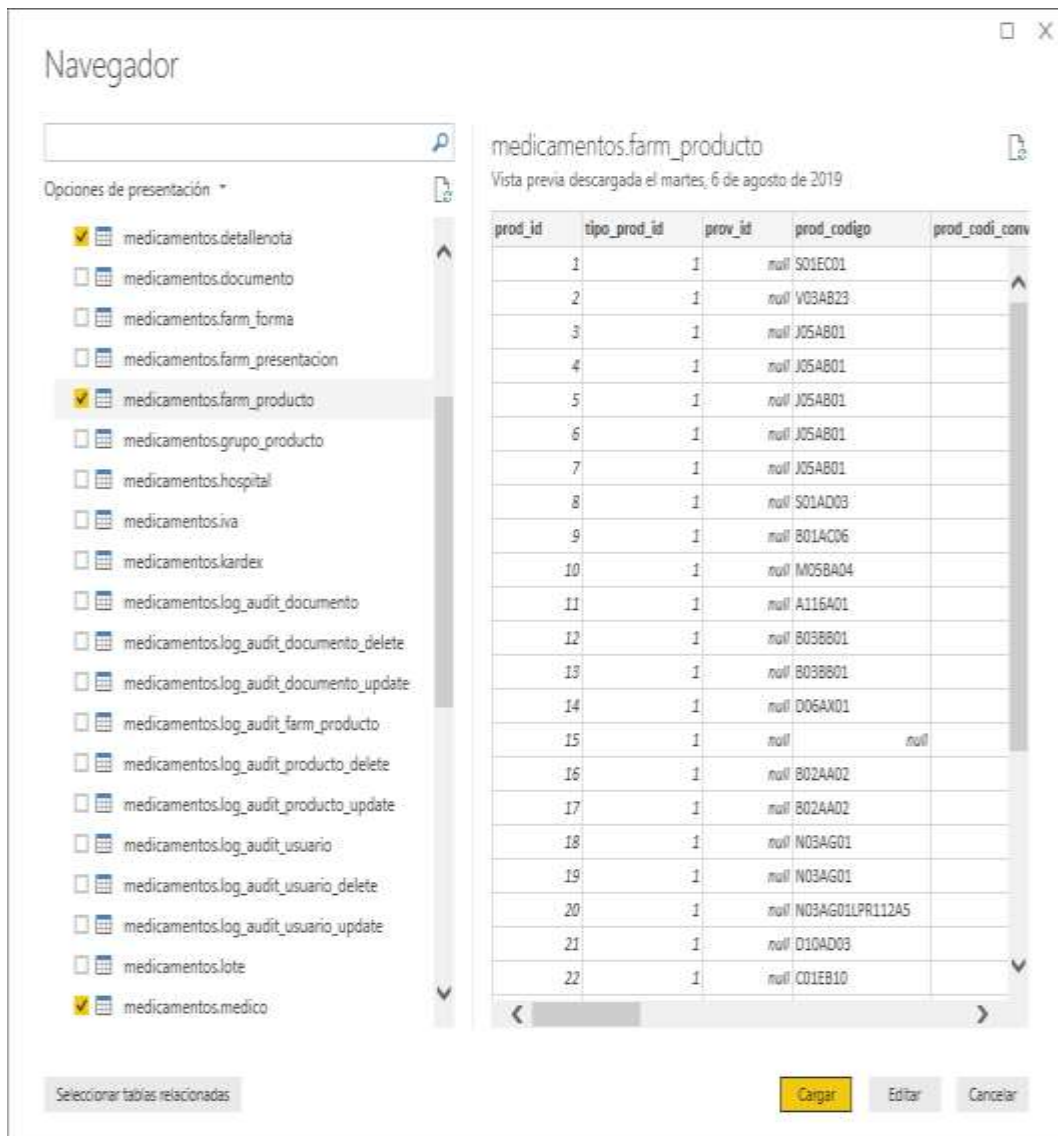 Navegador
Opciones de presentación
medicamentos.detallenota
medicamentos.documento
medicamentos.farm_forma
medicamentos.farm_presentacion
medicamentos.farm_producto
medicamentos.grupo_producto
medicamentos.hospital
medicamentos.iva
medicamentos.kardex
medicamentos.log_audit_documento
medicamentos.log_audit_documento_delete
medicamentos.log_audit_documento_update
medicamentos.log_audit_farm_producto
medicamentos.log_audit_producto_delete
medicamentos.log_audit_producto_update
medicamentos.log_audit_usuario
medicamentos.log_audit_usuario_delete
medicamentos.log_audit_usuario_update
medicamentos.lote
medicamentos.medico
medicamentos.farm_producto
Vista previa descargada el martes, 6 de agosto de 2019
prod_id tipo_prod_id prov_id prod_codigo prod_codi_conv
1 1 null S01EC01
2 1 null V03AB23
3 1 null J05AB01
4 1 null J05AB01
5 1 null J05AB01
6 1 null J05AB01
7 1 null J05AB01
8 1 null S01AD03
9 1 null B01AC06
10 1 null M05BA04
11 1 null A116A01
12 1 null B03BB01
13 1 null B03BB01
14 1 null D06AX01
15 1 null null
16 1 null B02AA02
17 1 null B02AA02
18 1 null N03AG01
19 1 null N03AG01
20 1 null N03AG01LPR112A5
21 1 null D10AD03
22 1 null C01EB10
Seleccionar tablas relacionadas
Cargar Editar Cancelar